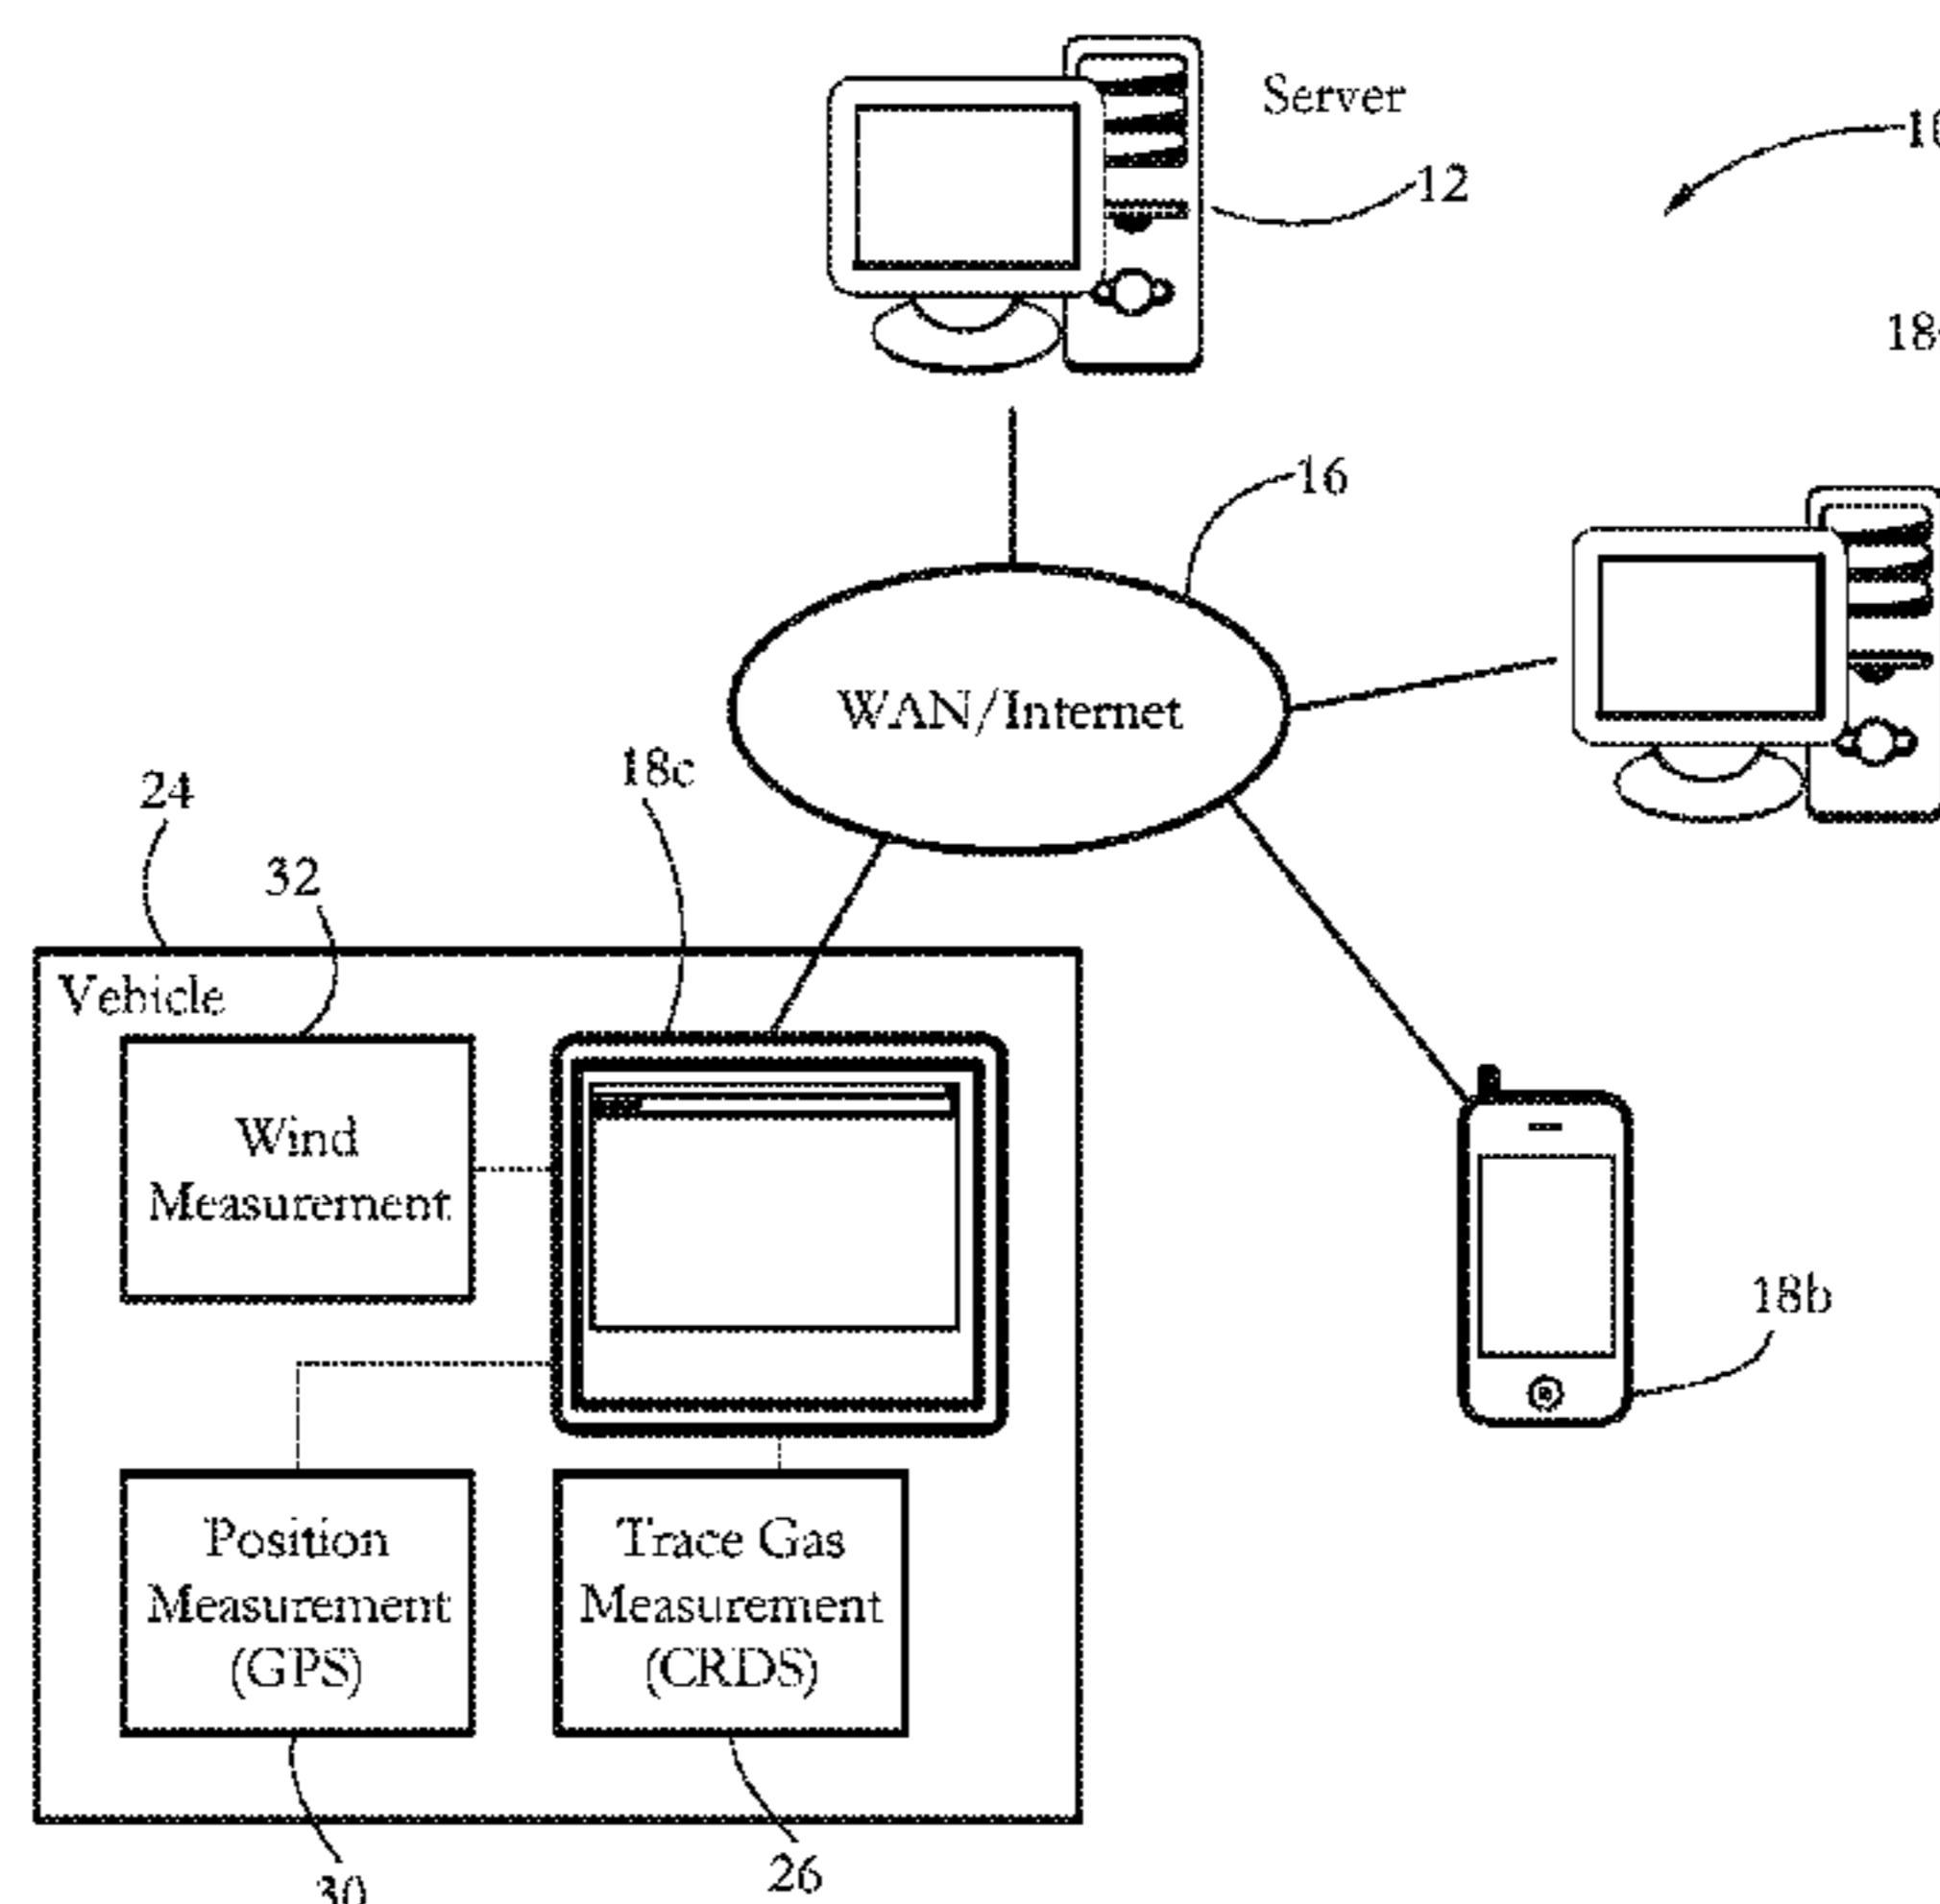 Server
12
16
WAN/Internet
18c
24
32
Vehicle
Wind
Measurement
18b
Position
Measurement
(GPS)
Trace Gas
Measurement
(CRDS)
26
30